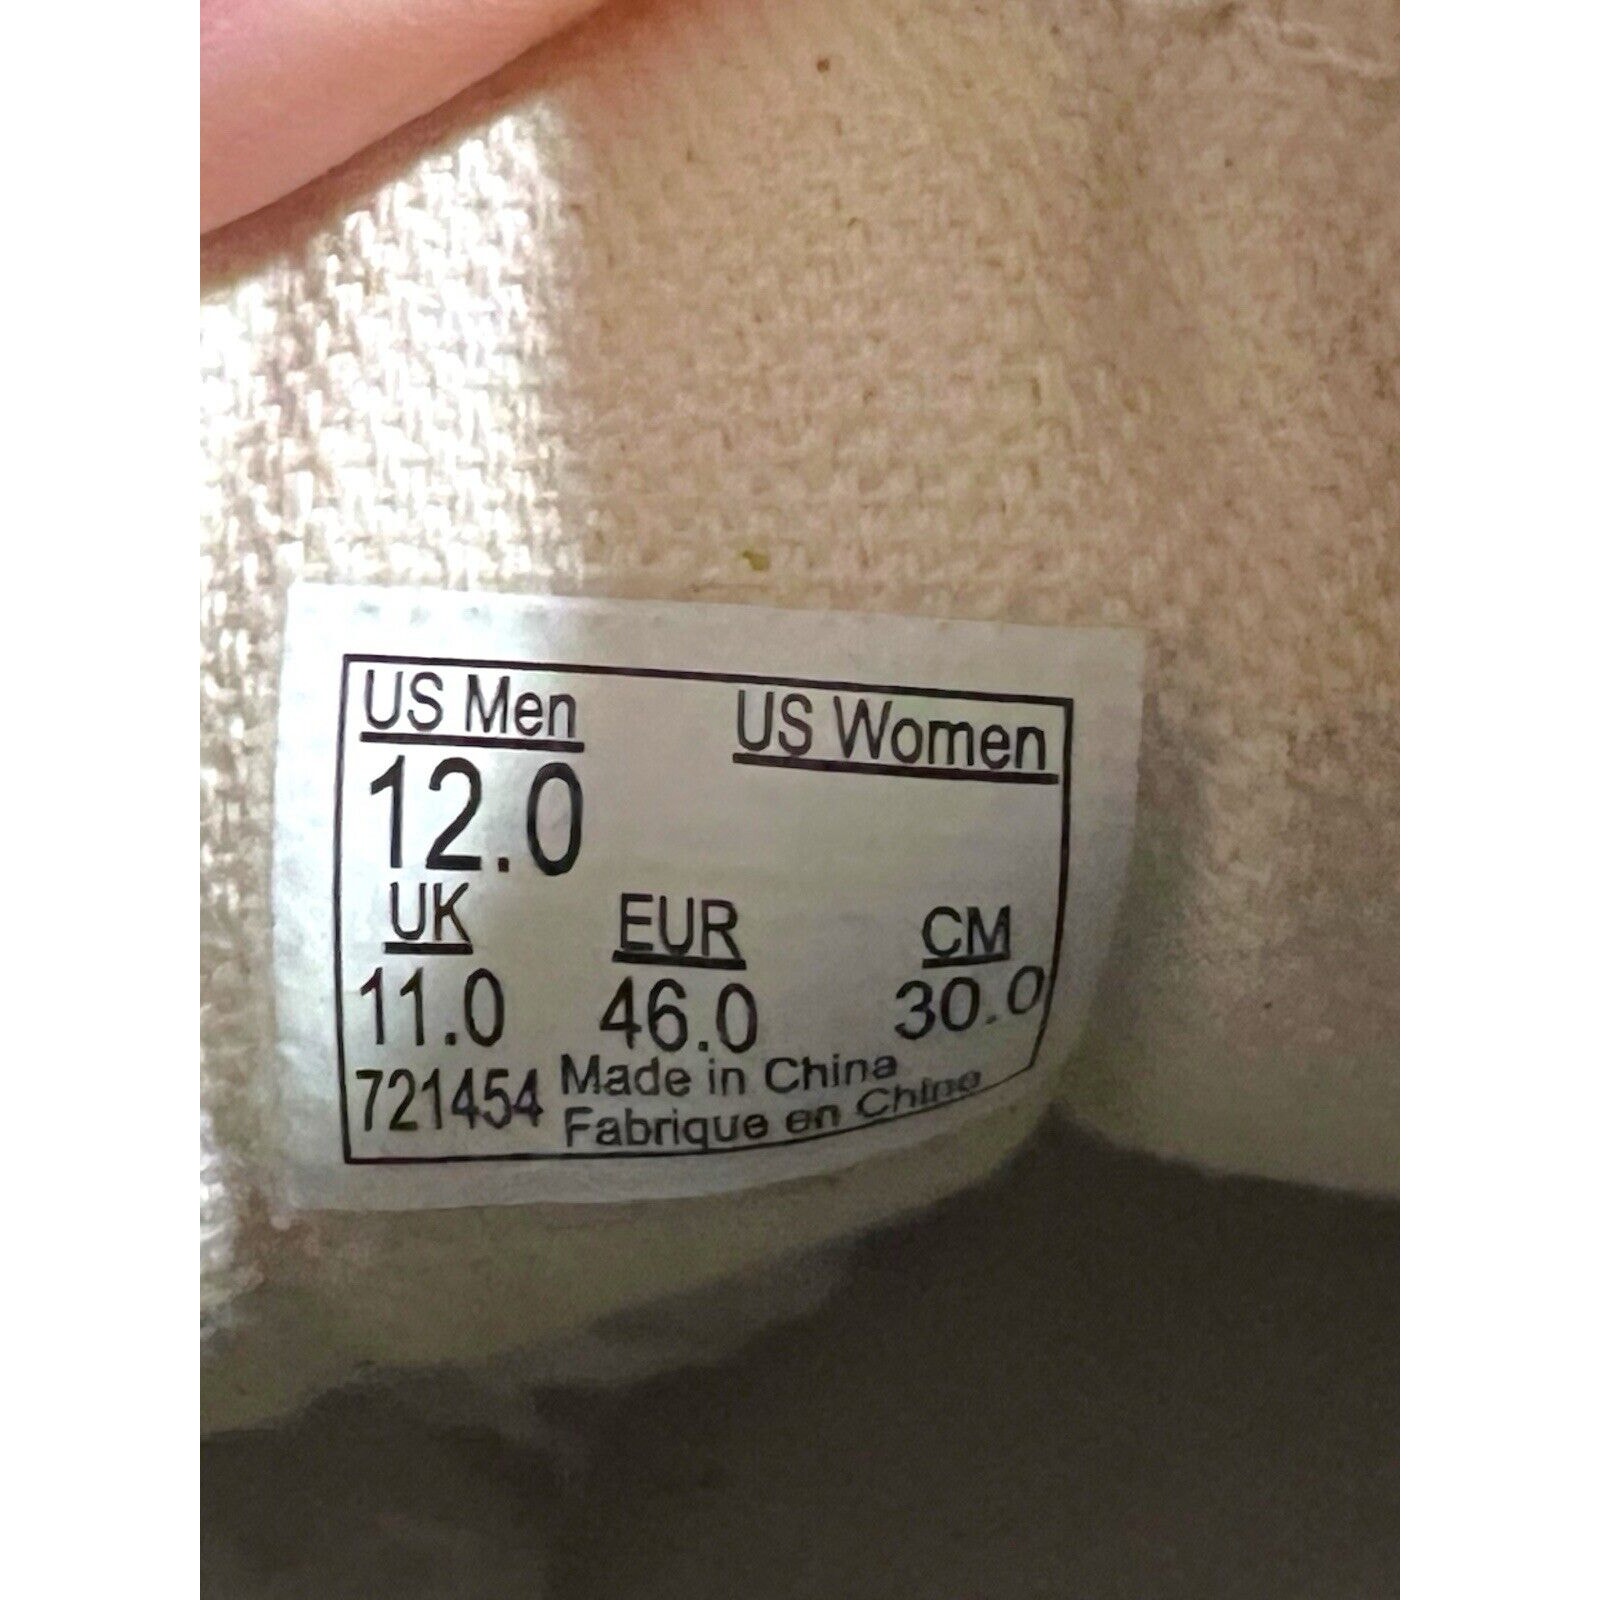 US Men US Women
12.0
UK EUR CM
11.0 46.0 30.0
721454 Made in China
Fabrique en Chine